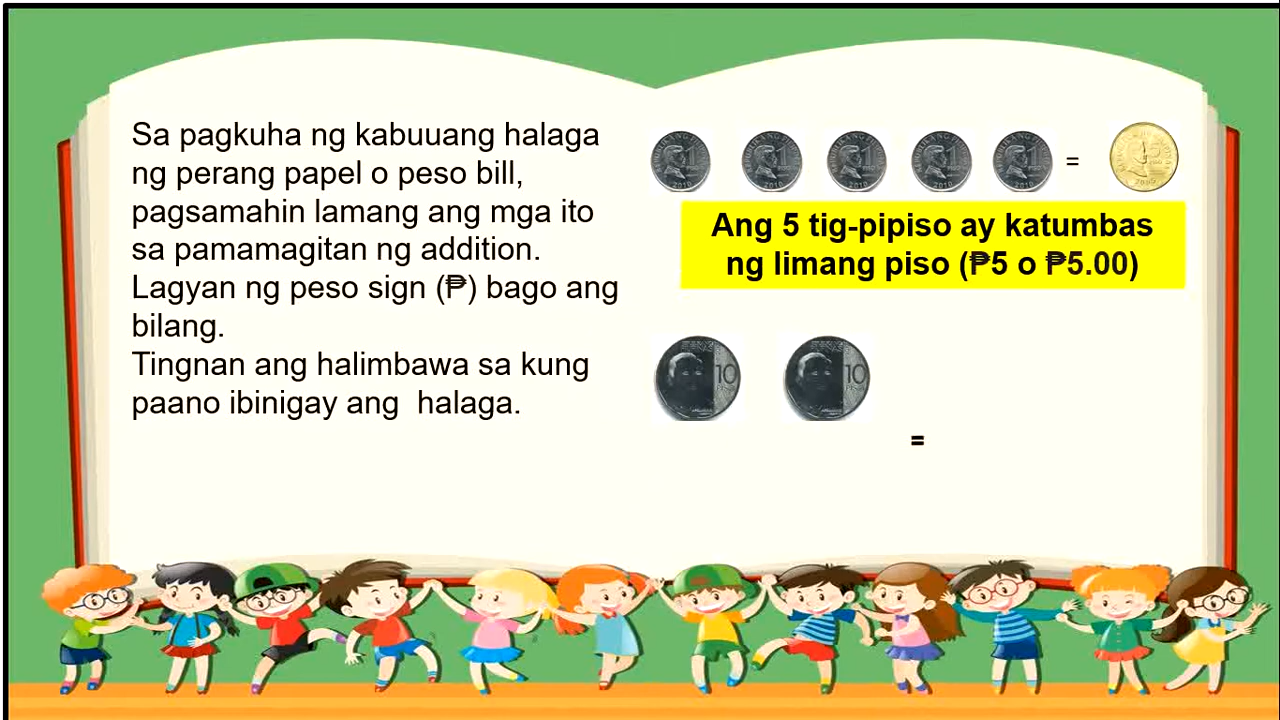 Sa pagkuha ng kabuuang halaga
ng perang papel o peso bill,
pagsamahin lamang ang mga ito
sa pamamagitan ng addition.
Lagyan ng peso sign (₱) bago ang
bilang.
Tingnan ang halimbawa sa kung
paano ibinigay ang halaga.
=
Ang 5 tig-pipiso ay katumbas
ng limang piso (₱5 o ₱5.00)
10 10
=